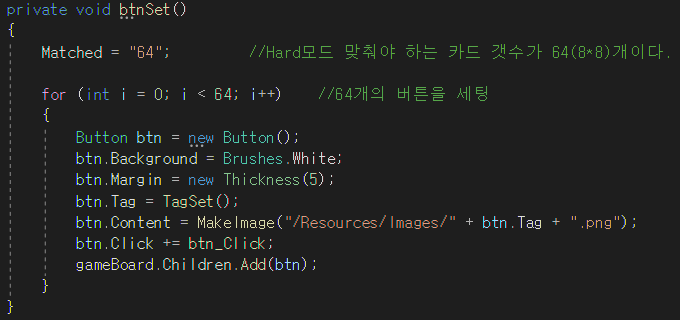 private void btnSet()
{
Matched = "64"; //Hard모드 맞춰야 하는 카드 갯수가 64(8*8)개이다.
for (int i = 0; i < 64; i++) //64개의 버튼을 세팅
{
Button btn = new Button();
btn.Background = Brushes.White;
btn.Margin = new Thickness(5);
btn.Tag = TagSet();
btn.Content = MakeImage("/Resources/Images/" + btn.Tag + ".png");
btn.Click += btn_Click;
gameBoard.Children.Add(btn);
}
}